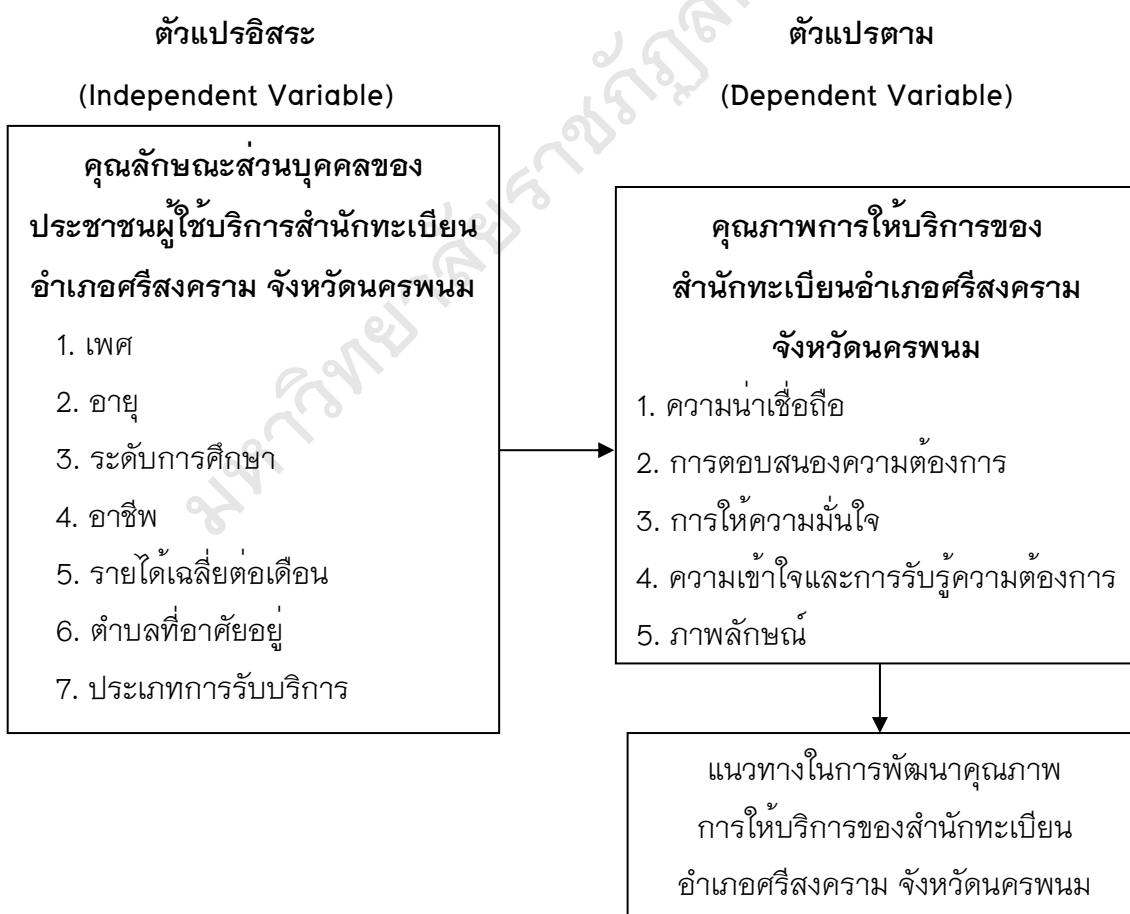 ตัวแปรอิสระ
(Independent Variable)
คุณลักษณะส่วนบุคคลของ
ประชาชนผู้ใช้บริการสำนักทะเบียน
อำเภอศรีสงคราม จังหวัดนครพนม
1. เพศ
2. อายุ
3. ระดับการศึกษา
4. อาชีพ
5. รายได้เฉลี่ยต่อเดือน
6. ตำบลที่อาศัยอยู่
7. ประเภทการรับบริการ
ตัวแปรตาม
(Dependent Variable)
คุณภาพการให้บริการของ
สำนักทะเบียนอำเภอศรีสงคราม
จังหวัดนครพนม
1. ความน่าเชื่อถือ
2. การตอบสนองความต้องการ
3. การให้ความมั่นใจ
4. ความเข้าใจและการรับรู้ความต้องการ
5. ภาพลักษณ์
แนวทางในการพัฒนาคุณภาพ
การให้บริการของสำนักทะเบียน
อำเภอศรีสงคราม จังหวัดนครพนม
มหาวิทยาลัยราชภัฏ